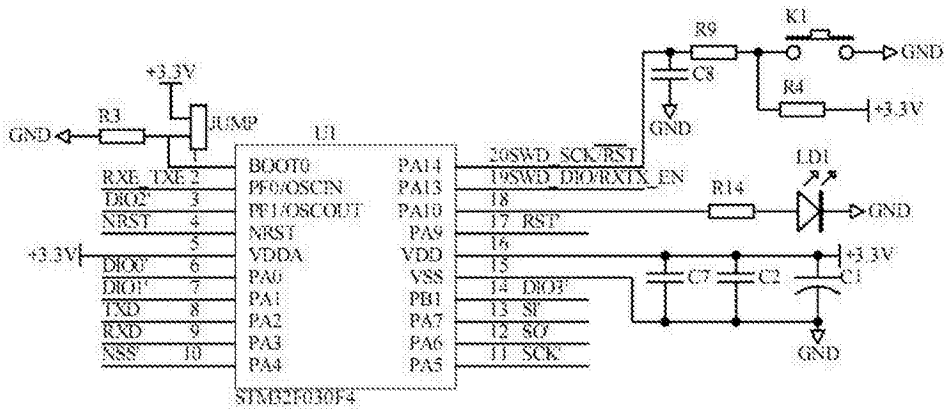 R9
K1
GND
C8
R4
+3.3V
GND
+3.3V
R3
JUMP
GND
U1
1
BOOT0
PA14
20
SWD_SCK/RST
RXE_TXE
2
PF0/OSCIN
PA13
19
SWD_DIO/RXTX_EN
DIO2'
3
PF1/OSCOUT
PA10
18
R14
LD1
GND
NRST
4
NRST
PA9
17
RST'
+3.3V
5
VDDA
VDD
16
+3.3V
DIO0'
6
PA0
VSS
15
C7
C2
C1
DIO1'
7
PA1
PB1
14
TXD
8
PA2
PA7
13
SI'
RXD
9
PA3
PA6
12
SO'
GND
NSS'
10
PA4
PA5
11
SCK'
STM32F030F4